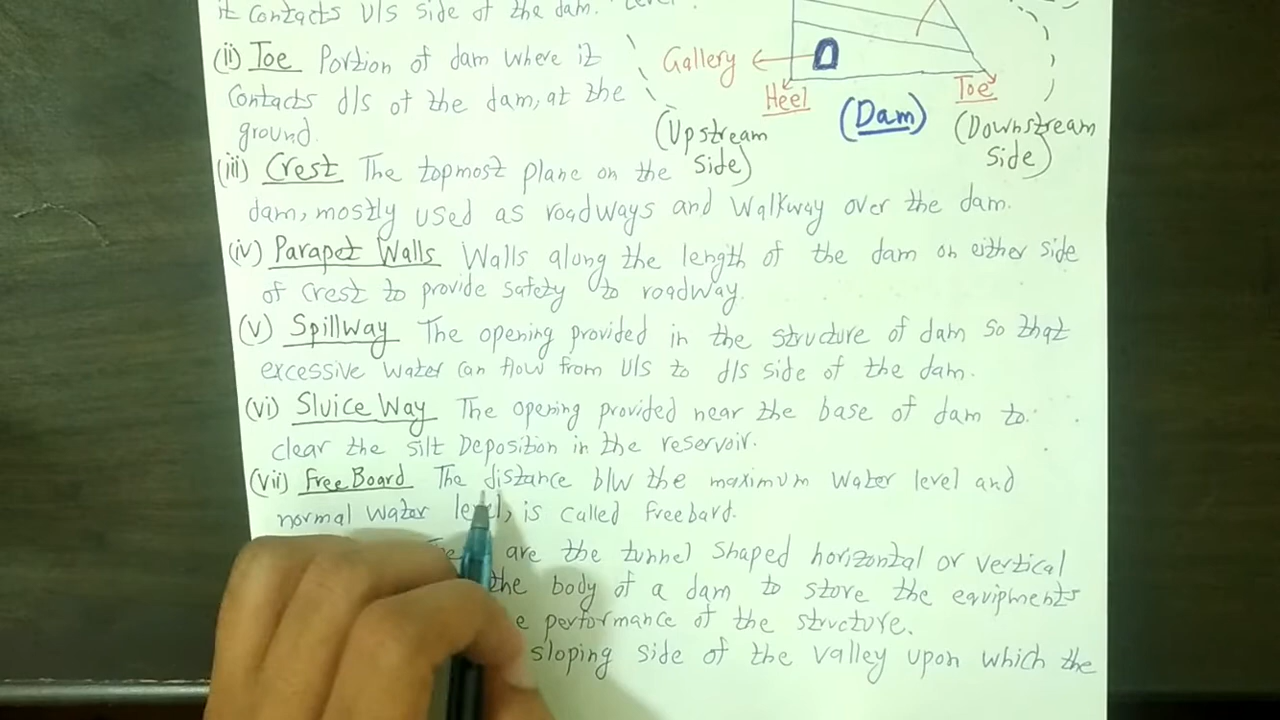 it contacts U/S side of the dam. Level
(ii) Toe Portion of dam where it
Contacts d/s of the dam, at the
ground.
Gallery
Heel
Toe
(Dam)
(Upstream
side)
(Downstream
side)
(iii) Crest The topmost plane on the
dam, mostly used as roadways and Walkway over the dam.
(iv) Parapet Walls Walls along the length of the dam on either side
of Crest to provide safety to roadway.
(v) Spillway The opening provided in the structure of dam so that
excessive water can flow from U/S to d/s side of the dam.
(vi) Sluice Way The opening provided near the base of dam to
clear the silt Deposition in the reservoir.
(vii) Free Board The distance b/w the maximum water level and
normal water level, is called freebard.
are the tunnel shaped horizontal or vertical
the body of a dam to store the equipments
performance of the structure.
sloping side of the valley upon which the